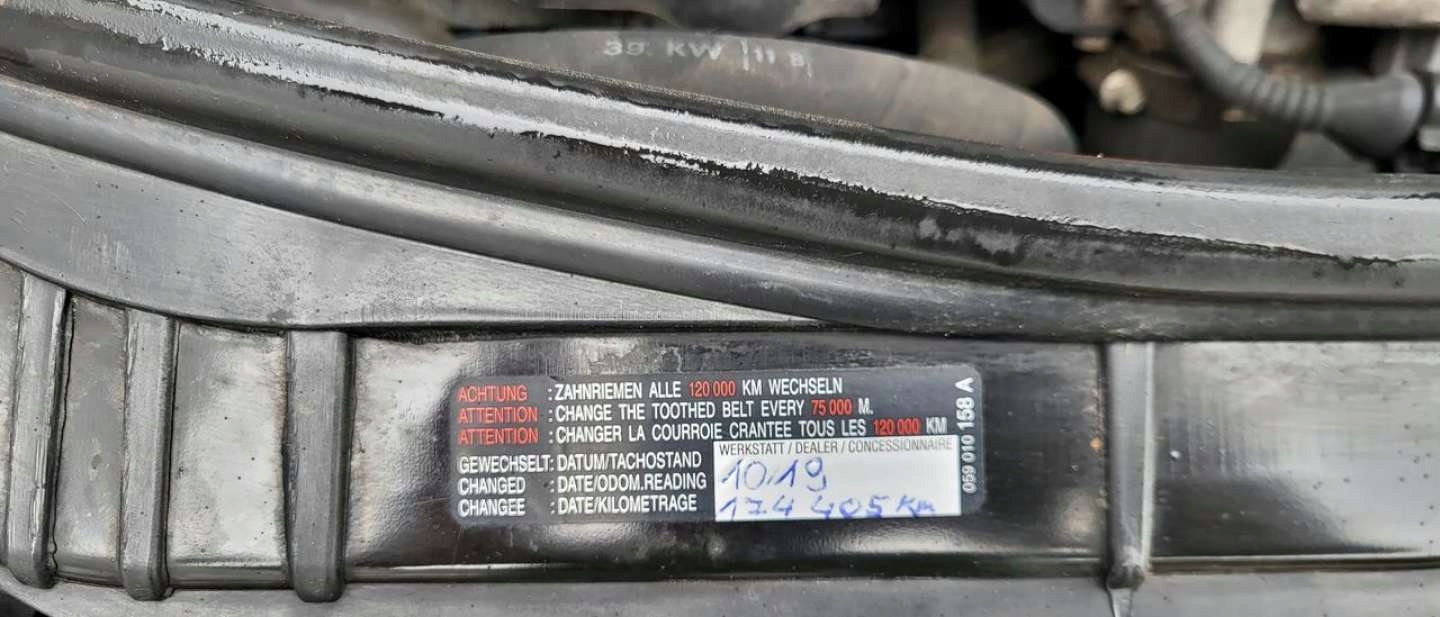 39. KW 11 B
ACHTUNG : ZAHNRIEMEN ALLE 120 000 KM WECHSELN
ATTENTION : CHANGE THE TOOTHED BELT EVERY 75 000 M.
ATTENTION : CHANGER LA COURROIE CRANTEE TOUS LES 120 000 KM
WERKSTATT / DEALER / CONCESSIONNAIRE
GEWECHSELT: DATUM/TACHOSTAND
CHANGED : DATE/ODOM.READING
CHANGEE : DATE/KILOMETRAGE
10/19
174 405 Km
059 010 158 A